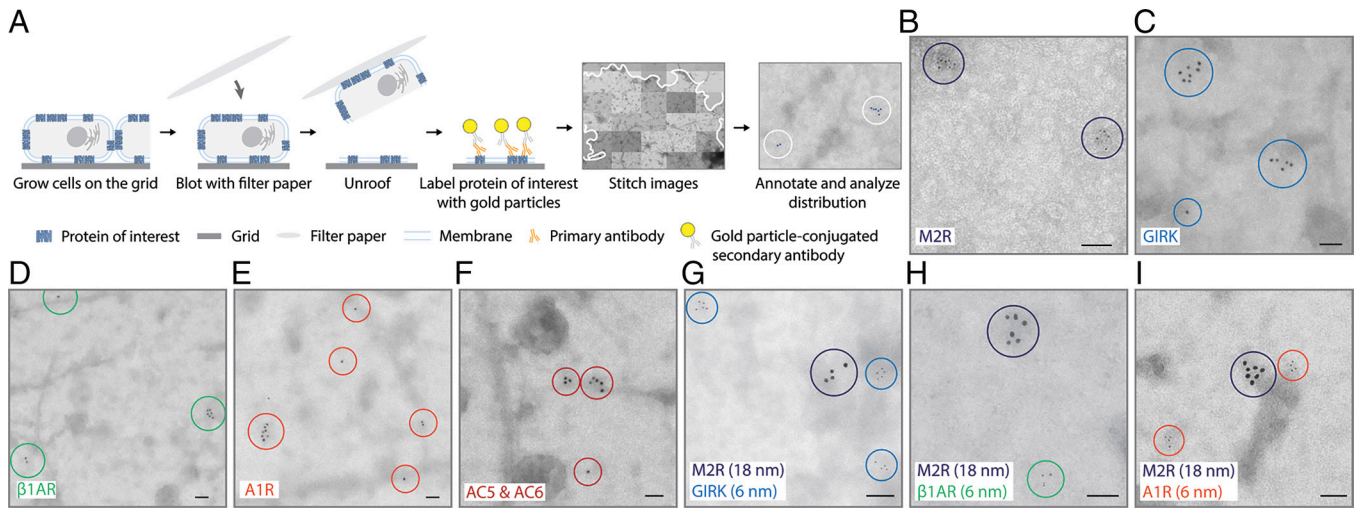 A
B
C
Grow cells on the grid
Blot with filter paper
Unroof
Label protein of interest
with gold particles
Stitch images
Annotate and analyze
distribution
Protein of interest
Grid
Filter paper
Membrane
Primary antibody
Gold particle-conjugated
secondary antibody
M2R
GIRK
D
E
F
G
H
I
β1AR
A1R
AC5 & AC6
M2R (18 nm)
GIRK (6 nm)
M2R (18 nm)
β1AR (6 nm)
M2R (18 nm)
A1R (6 nm)